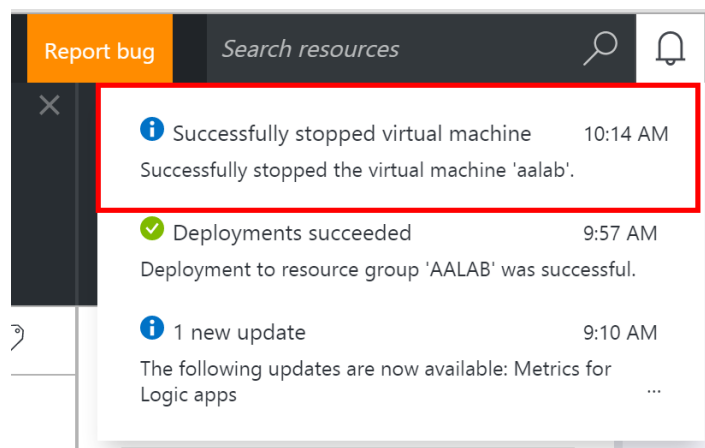 Report bug
Search resources
Successfully stopped virtual machine 10:14 AM
Successfully stopped the virtual machine 'aalab'.
Deployments succeeded 9:57 AM
Deployment to resource group 'AALAB' was successful.
1 new update 9:10 AM
The following updates are now available: Metrics for
Logic apps ...